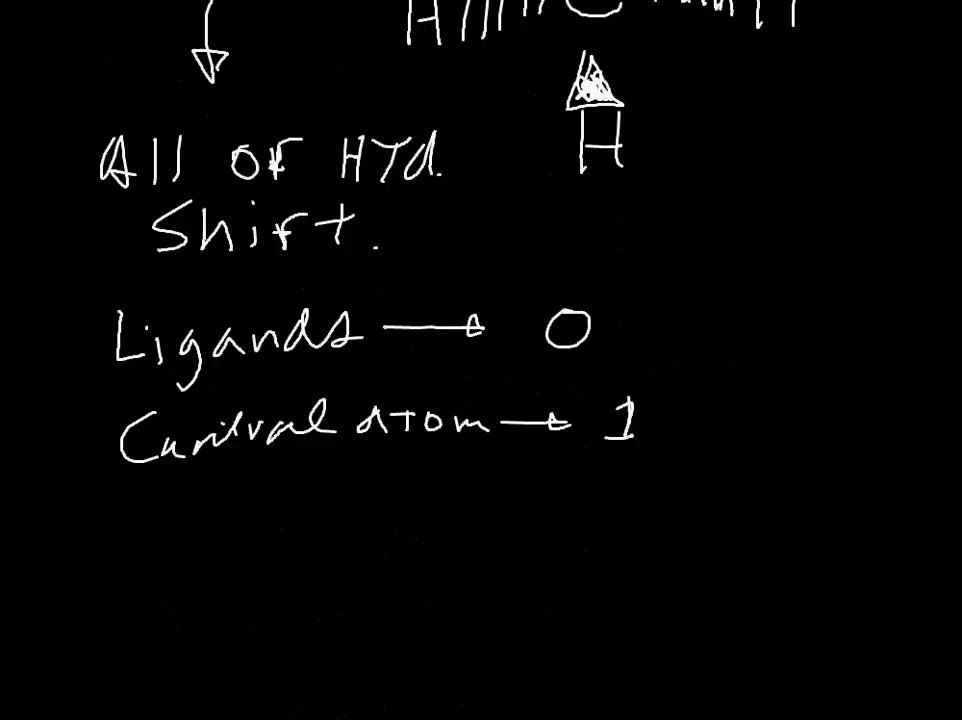 H
H
All of HYd.
Shift.
Ligands → 0
Central atom → 1